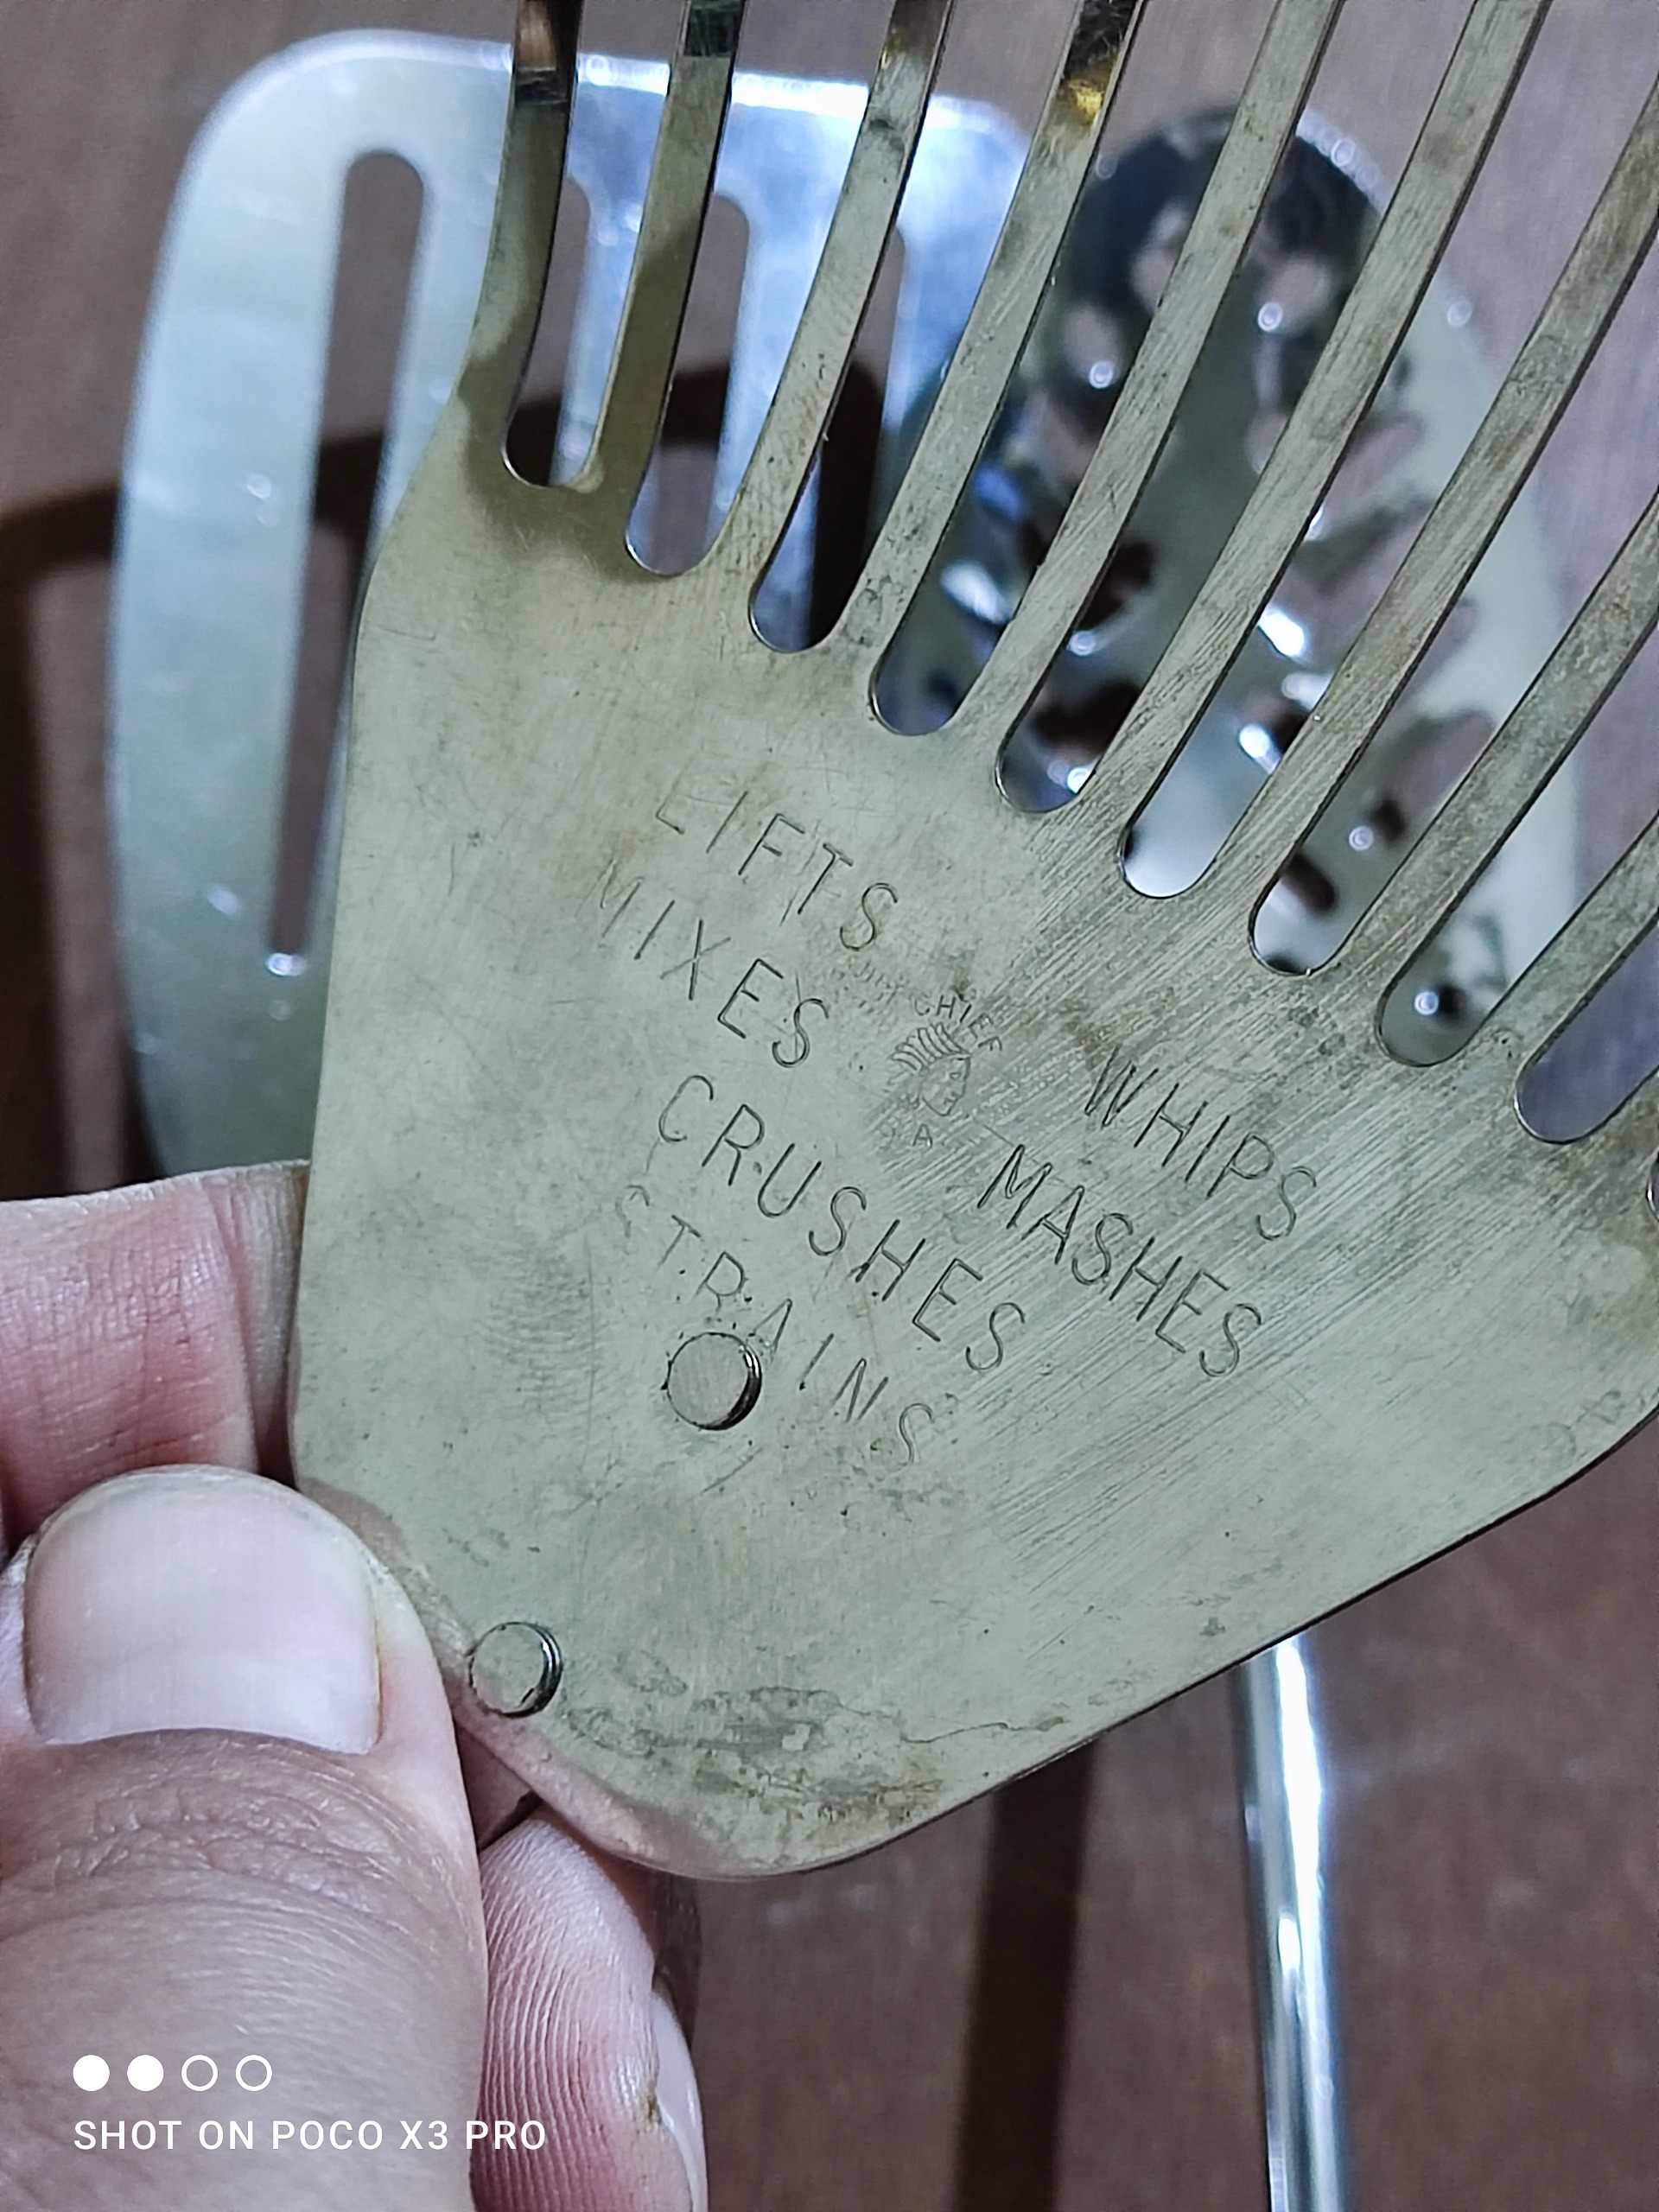 LIFTS
MIXES
CHIEF
WHIPS
CRUSHES
MASHES
STRAINS
SHOT ON POCO X3 PRO